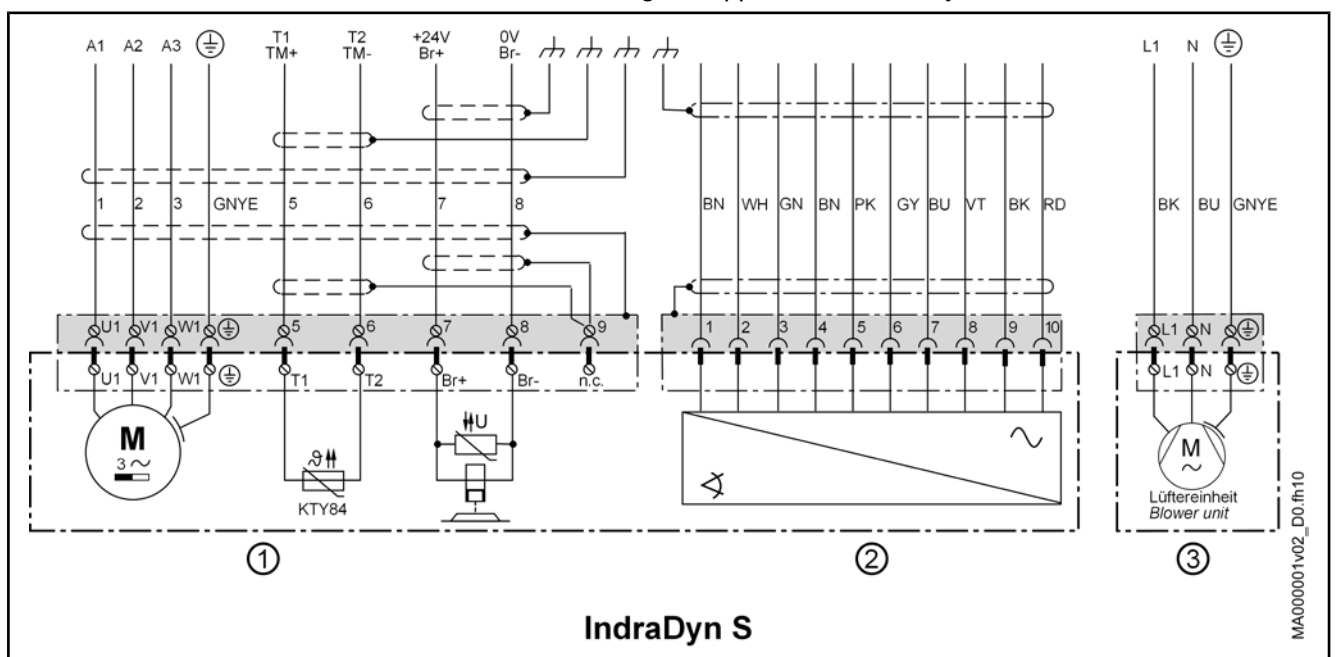 A1 A2 A3 T1 T2 +24V 0V L1 N
TM+ TM- Br+ Br-
1 2 3 GNYE 5 6 7 8 BN WH GN BN PK GY BU VT BK RD BK BU GNYE
U1 V1 W1 5 6 7 8 9 1 2 3 4 5 6 7 8 9 10 L1 N
U1 V1 W1 T1 T2 Br+ Br- n.c. L1 N
M
3 ~
ϑ
KTY84
U
M
~
Lüftereinheit
Blower unit
1 2 3
IndraDyn S
MA000001v02_D0.fh10